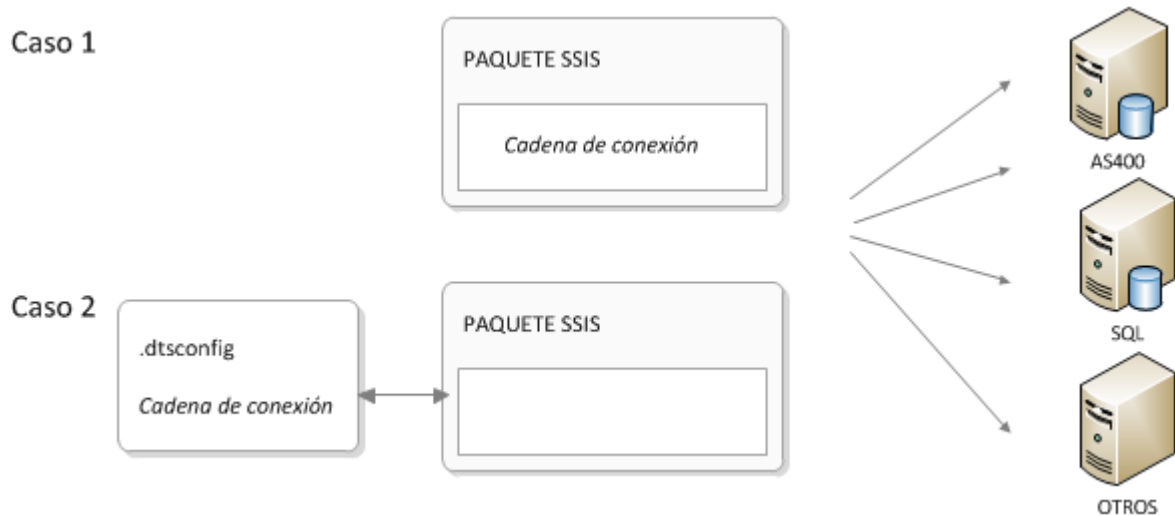 Caso 1
PAQUETE SSIS
Cadena de conexión
AS400
SQL
Caso 2
.dtsconfig
Cadena de conexión
PAQUETE SSIS
OTROS